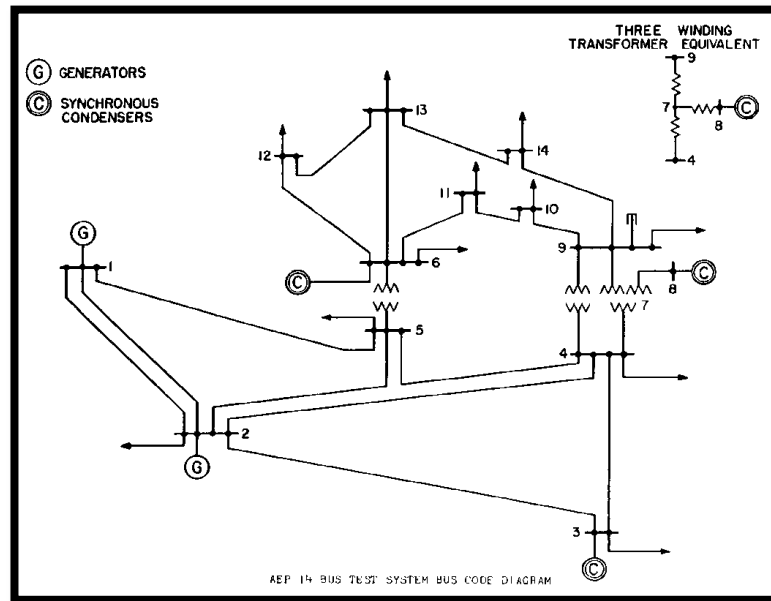 THREE WINDING
TRANSFORMER EQUIVALENT
9
7
8
C
4
G GENERATORS
C SYNCHRONOUS
CONDENSERS
13
12
14
11
10
G
1
6
C
9
8
C
7
5
4
2
G
3
C
AEP 14 BUS TEST SYSTEM BUS CODE DIAGRAM